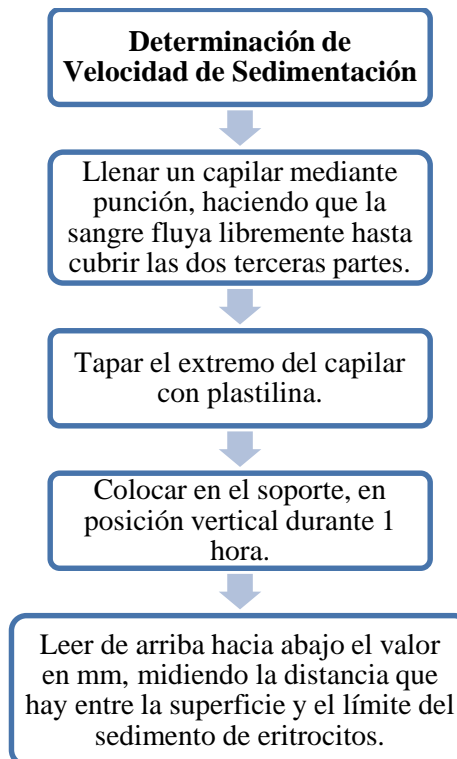 Determinación de
Velocidad de Sedimentación
Llenar un capilar mediante
punción, haciendo que la
sangre fluya libremente hasta
cubrir las dos terceras partes.
Tapar el extremo del capilar
con plastilina.
Colocar en el soporte, en
posición vertical durante 1
hora.
Leer de arriba hacia abajo el valor
en mm, midiendo la distancia que
hay entre la superficie y el límite del
sedimento de eritrocitos.